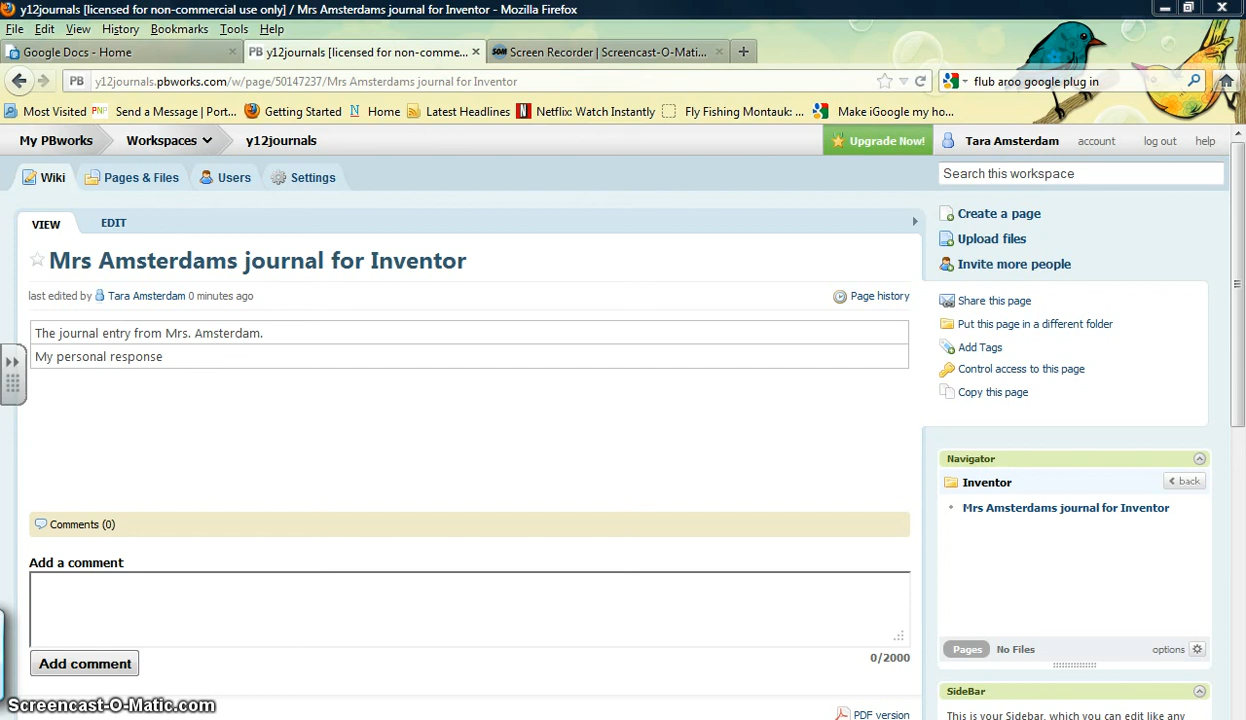 y12journals [licensed for non-commercial use only] / Mrs Amsterdams journal for Inventor - Mozilla Firefox
File Edit View History Bookmarks Tools Help
Google Docs - Home × PB y12journals [licensed for non-comme... × SOM Screen Recorder | Screencast-O-Mati... × +
PB y12journals.pbworks.com/w/page/50147237/Mrs Amsterdams journal for Inventor flub aroo google plug in
Most Visited PNP Send a Message | Port... Getting Started N Home Latest Headlines N Netflix: Watch Instantly Fly Fishing Montauk: ... Make iGoogle my ho...
My PBworks Workspaces y12journals Upgrade Now! Tara Amsterdam account log out help
Wiki Pages & Files Users Settings Search this workspace
VIEW EDIT
Create a page
Upload files
Invite more people
Mrs Amsterdams journal for Inventor
last edited by Tara Amsterdam 0 minutes ago Page history
The journal entry from Mrs. Amsterdam.
My personal response
Share this page
Put this page in a different folder
Add Tags
Control access to this page
Copy this page
Navigator
Inventor back
Mrs Amsterdams journal for Inventor
Comments (0)
Add a comment
Add comment
0/2000
Pages No Files options
SideBar
This is your Sidebar, which you can edit like any
PDF version
Screencast-O-Matic.com